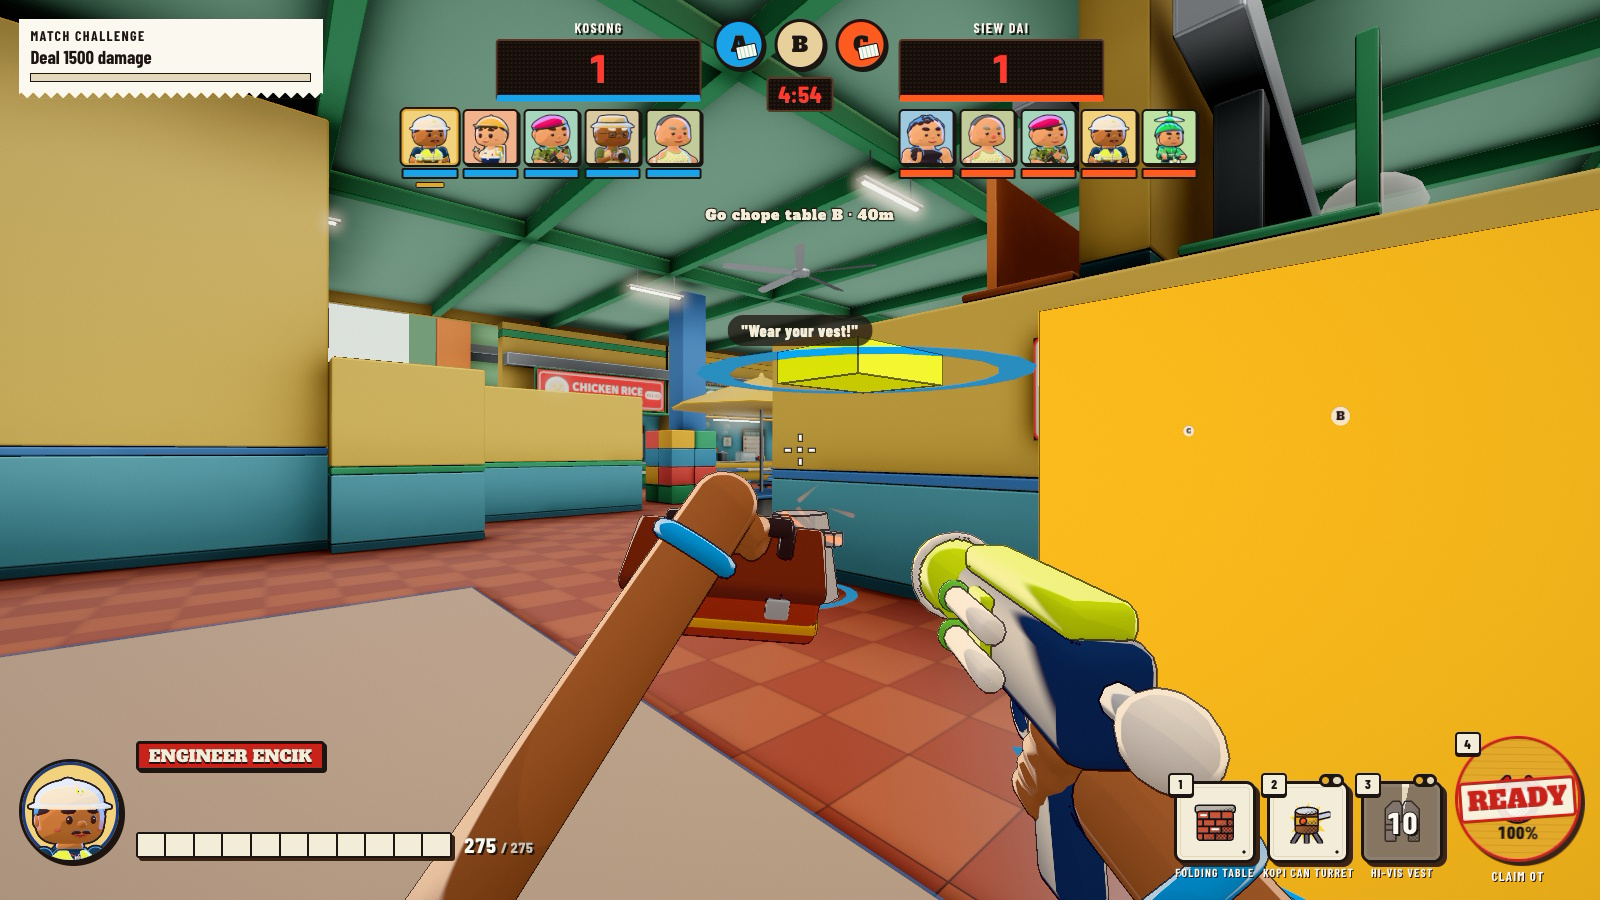 MATCH CHALLENGE
Deal 1500 damage
KOSONG
1
A
B
C
4:54
SIEW DAI
1
Go chope table B · 40m
"Wear your vest!"
CHICKEN RICE
B
C
ENGINEER ENCIK
275 / 275
1
FOLDING TABLE
2
KOPI CAN TURRET
3
10
HI-VIS VEST
4
READY
100%
CLAIM OT